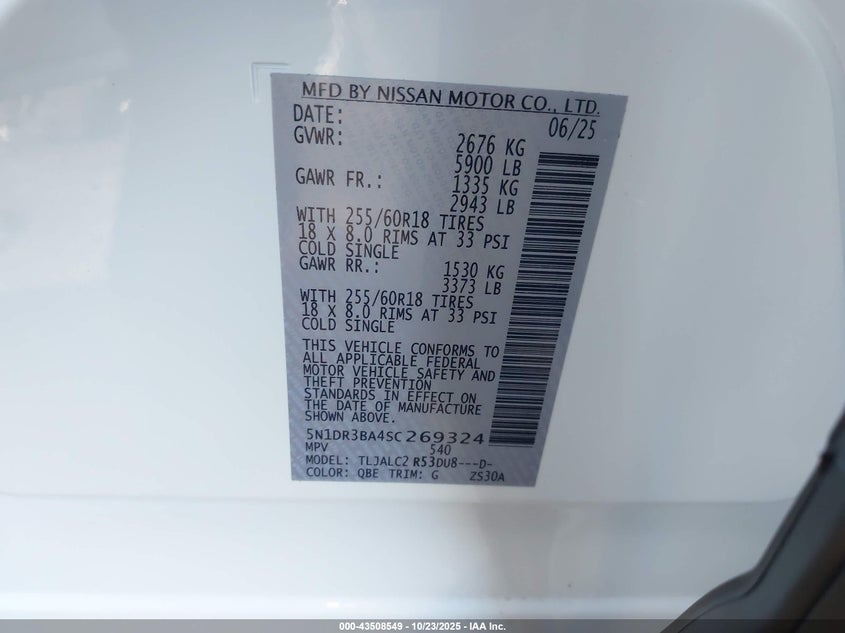 MFD BY NISSAN MOTOR CO., LTD.
DATE: 06/25
GVWR: 2676 KG
5900 LB
GAWR FR.: 1335 KG
2943 LB
WITH 255/60R18 TIRES
18 X 8.0 RIMS AT 33 PSI
COLD SINGLE
GAWR RR.: 1530 KG
3373 LB
WITH 255/60R18 TIRES
18 X 8.0 RIMS AT 33 PSI
COLD SINGLE
THIS VEHICLE CONFORMS TO
ALL APPLICABLE FEDERAL
MOTOR VEHICLE SAFETY AND
THEFT PREVENTION
STANDARDS IN EFFECT ON
THE DATE OF MANUFACTURE
SHOWN ABOVE.
5N1DR3BA4SC269324
MPV 540
MODEL: TLJALC2 R53DU8---D-
COLOR: QBE TRIM: G ZS30A
000-43508549 - 10/23/2025 - IAA Inc.